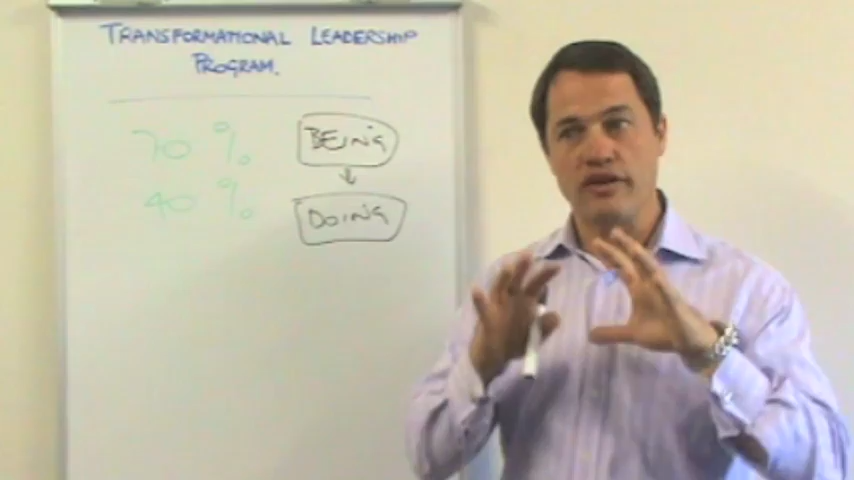 TRANSFORMATIONAL LEADERSHIP
PROGRAM.
70 % BEING
40 % DOING